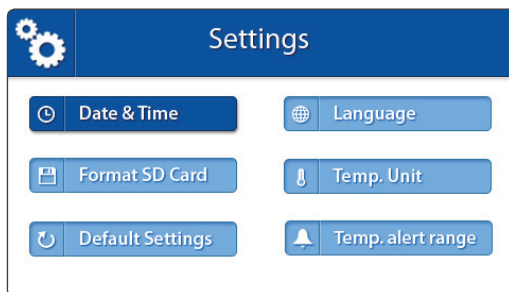 Settings
Date & Time
Language
Format SD Card
Temp. Unit
Default Settings
Temp. alert range